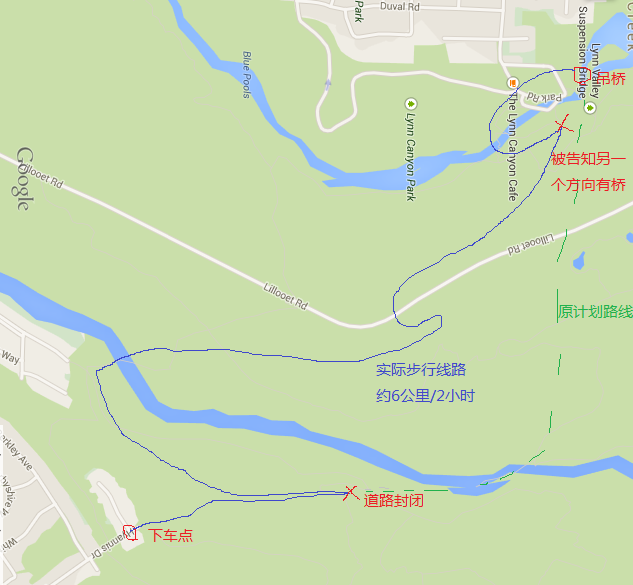 Duval Rd
Park
Creek
Suspension Bridge
Lynn Valley
吊桥
Blue Pools
Park Rd
The Lynn Canyon Cafe
Lynn Canyon Park
被告知另一
个方向有桥
Google
Lillooet Rd
Lillooet Rd
Lillooet Rd
原计划路线
Way
实际步行线路
约6公里/2小时
道路封闭
下车点
Hyannis Dr